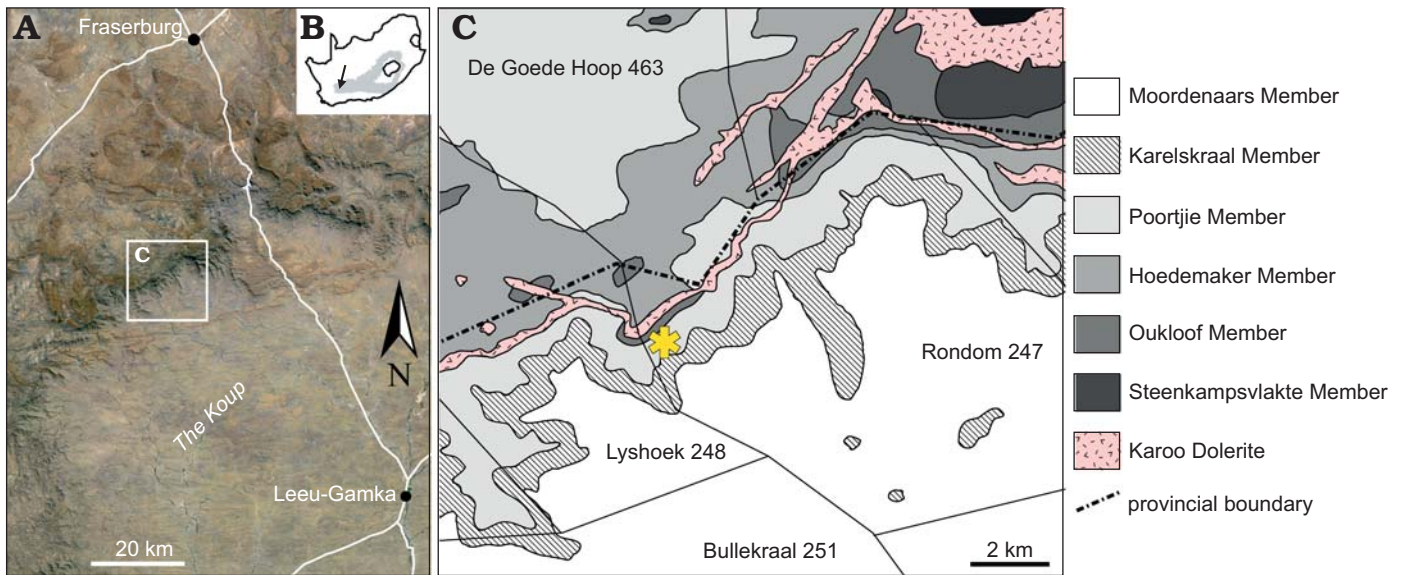 A
Fraserburg
B
C
The Koup
N
Leeu-Gamka
20 km
C
De Goede Hoop 463
Rondom 247
Lyshoek 248
Bullekraal 251
2 km
Moordenaars Member
Karelskraal Member
Poortjie Member
Hoedemaker Member
Oukloof Member
Steenkampsvlakte Member
Karoo Dolerite
provincial boundary